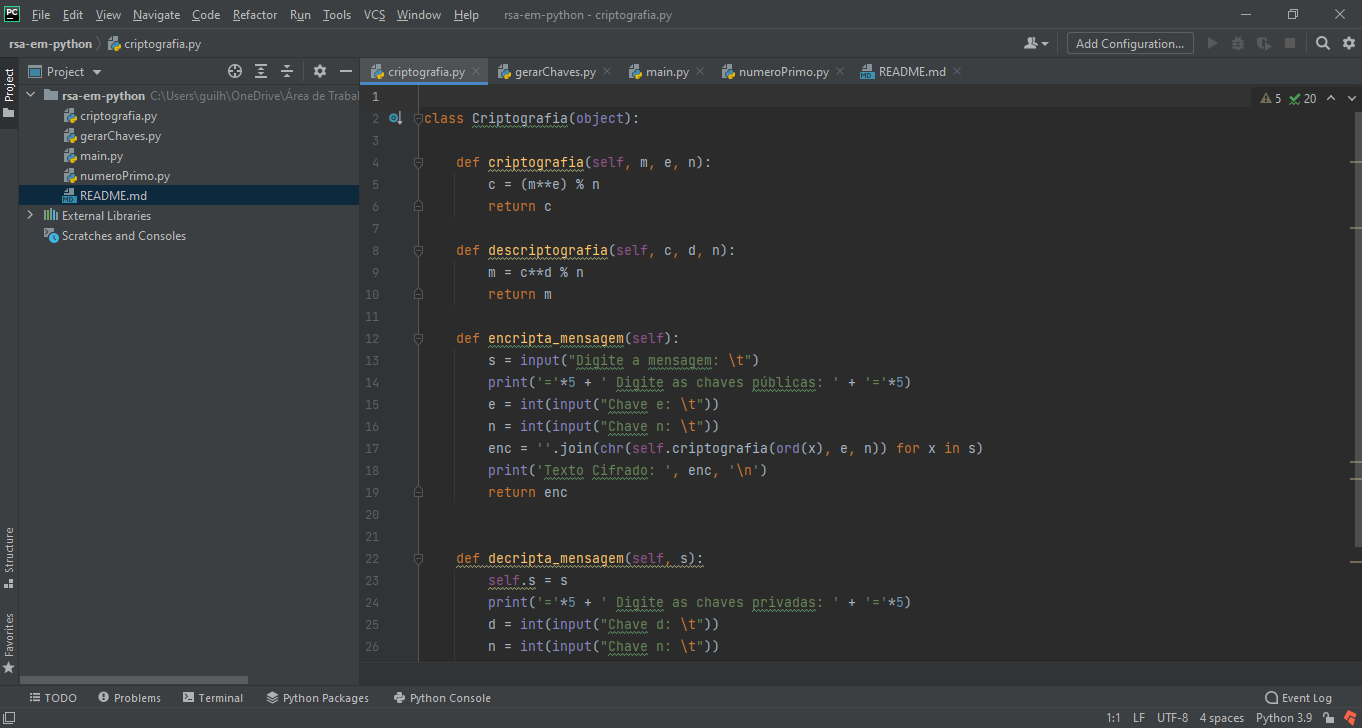 PC File Edit View Navigate Code Refactor Run Tools VCS Window Help rsa-em-python - criptografia.py
rsa-em-python criptografia.py Add Configuration...
Project
Project
criptografia.py gerarChaves.py main.py numeroPrimo.py README.md
rsa-em-python C:\Users\guilh\OneDrive\Área de Trabal
criptografia.py
gerarChaves.py
main.py
numeroPrimo.py
MD README.md
External Libraries
Scratches and Consoles
5 20
1
2 class Criptografia(object):
3
4 def criptografia(self, m, e, n):
5 c = (m**e) % n
6 return c
7
8 def descriptografia(self, c, d, n):
9 m = c**d % n
10 return m
11
12 def encripta_mensagem(self):
13 s = input("Digite a mensagem: \t")
14 print('='*5 + ' Digite as chaves públicas: ' + '='*5)
15 e = int(input("Chave e: \t"))
16 n = int(input("Chave n: \t"))
17 enc = ''.join(chr(self.criptografia(ord(x), e, n)) for x in s)
18 print('Texto Cifrado: ', enc, '\n')
19 return enc
20
21
22 def decripta_mensagem(self, s):
23 self.s = s
24 print('='*5 + ' Digite as chaves privadas: ' + '='*5)
25 d = int(input("Chave d: \t"))
26 n = int(input("Chave n: \t"))
Structure
Favorites
TODO Problems Terminal Python Packages Python Console Event Log
1:1 LF UTF-8 4 spaces Python 3.9